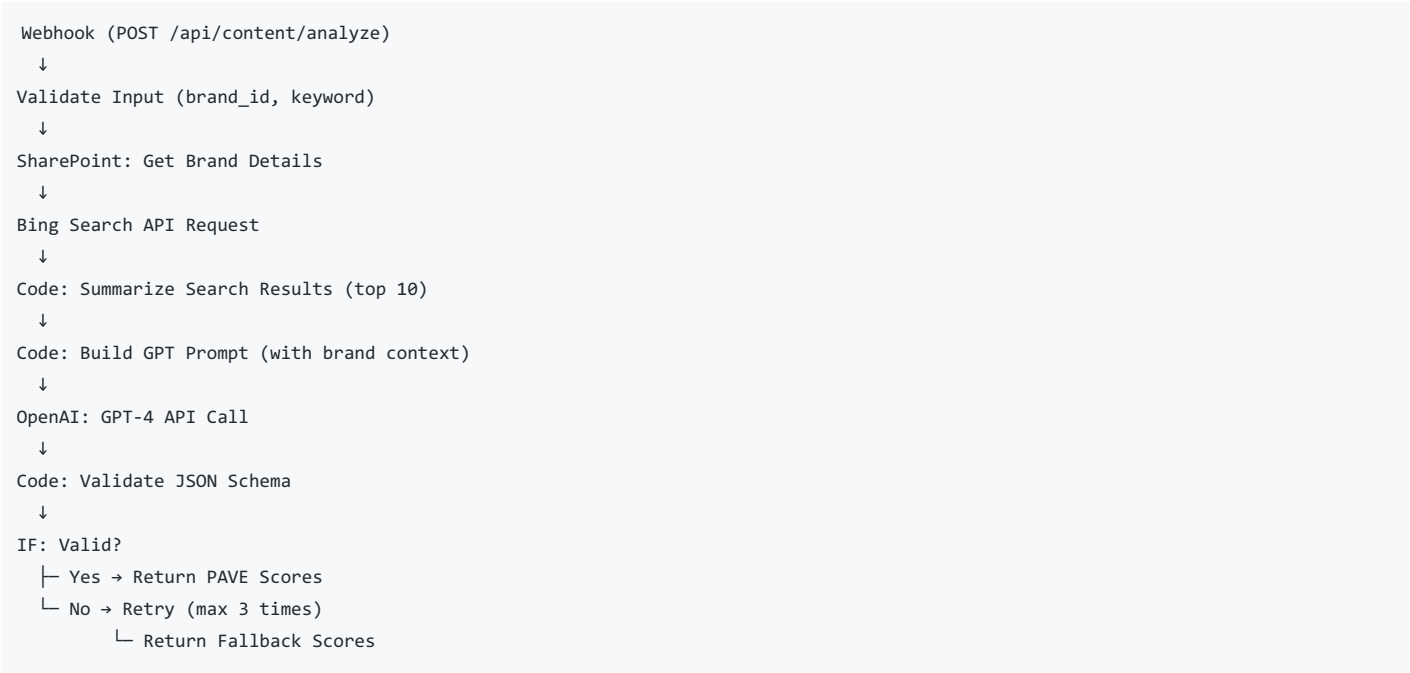 Webhook (POST /api/content/analyze)
↓
Validate Input (brand_id, keyword)
↓
SharePoint: Get Brand Details
↓
Bing Search API Request
↓
Code: Summarize Search Results (top 10)
↓
Code: Build GPT Prompt (with brand context)
↓
OpenAI: GPT-4 API Call
↓
Code: Validate JSON Schema
↓
IF: Valid?
├─ Yes → Return PAVE Scores
└─ No → Retry (max 3 times)
└─ Return Fallback Scores